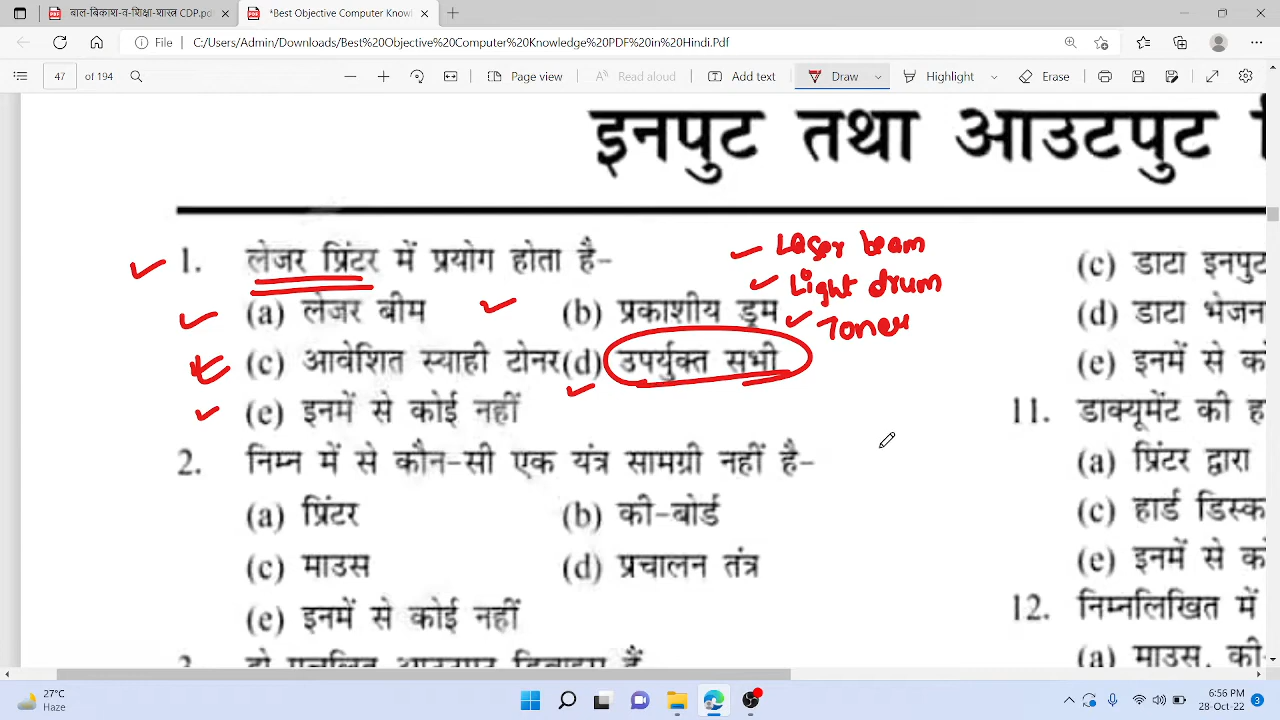 बाल-विकास-व-शिक्षा-शास्त्र CDP.pdf
*Best Objective Computer Know
File C:/Users/Admin/Downloads/Best%20Objective%20Computer%20Knowledge%20PDF%20in%20Hindi.Pdf
47 of 194 Page view Read aloud Add text Draw Highlight Erase
इनपुट तथा आउटपुट
1. लेजर प्रिंटर में प्रयोग होता है-
Laser beam
Light drum
Toner
(a) लेजर बीम (b) प्रकाशीय ड्रम
(c) आवेशित स्याही टोनर (d) उपर्युक्त सभी
(e) इनमें से कोई नहीं
2. निम्न में से कौन-सी एक यंत्र सामग्री नहीं है-
(a) प्रिंटर (b) की-बोर्ड
(c) माउस (d) प्रचालन तंत्र
(e) इनमें से कोई नहीं
(c) डाटा इनपुट
(d) डाटा भेजन
(e) इनमें से को
11. डाक्यूमेंट की ह
(a) प्रिंटर द्वारा
(c) हार्ड डिस्क
(e) इनमें से को
12. निम्नलिखित में
(a) माउस, की-
27°C
Haze
6:56 PM
28-Oct-22
3